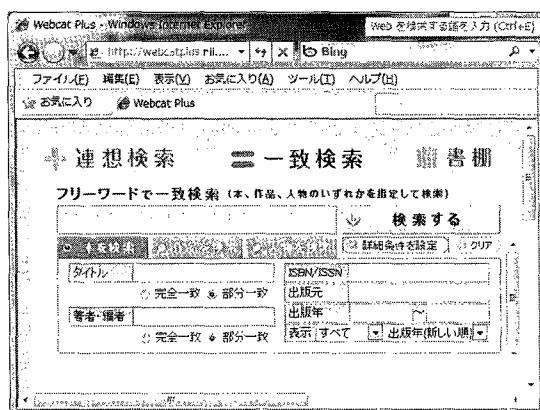 Webcat Plus - Windows Internet Explorer
Web を検索する語を入力 (Ctrl+E)
http://webcatplus.nii....
Bing
ファイル(F) 編集(E) 表示(V) お気に入り(A) ツール(T) ヘルプ(H)
お気に入り Webcat Plus
連想検索 一致検索 書棚
フリーワードで一致検索 (本、作品、人物のいずれかを指定して検索)
検索する
詳細条件を設定 クリア
タイトル ISBN/ISSN
完全一致 部分一致 出版元
著者・編者 出版年 ～
完全一致 部分一致 表示 すべて 出版年(新しい順)